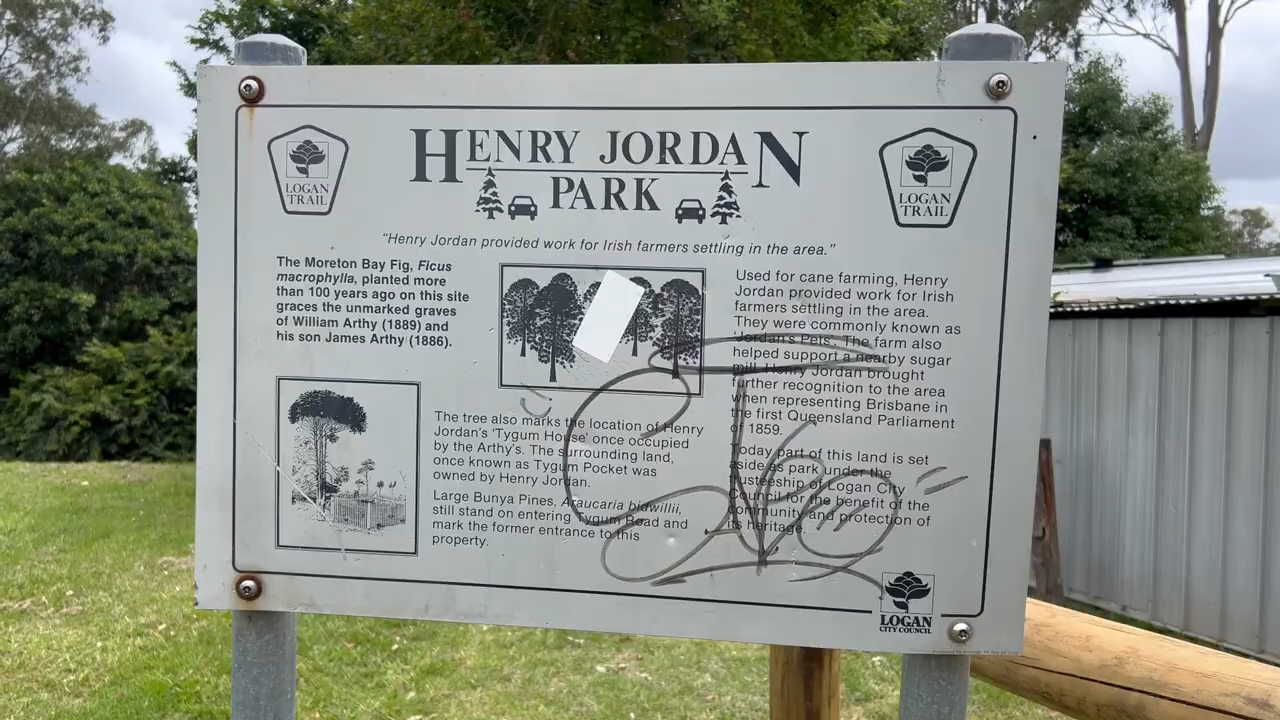 HENRY JORDAN
PARK
LOGAN
TRAIL
LOGAN
TRAIL
"Henry Jordan provided work for Irish farmers settling in the area."
The Moreton Bay Fig, Ficus
macrophylla, planted more
than 100 years ago on this site
graces the unmarked graves
of William Arthy (1889) and
his son James Arthy (1886).
The tree also marks the location of Henry
Jordan's 'Tygum House' once occupied
by the Arthy's. The surrounding land,
once known as Tygum Pocket was
owned by Henry Jordan.
Large Bunya Pines, Araucaria bidwillii,
still stand on entering Tygum Road and
mark the former entrance to this
property.
Used for cane farming, Henry
Jordan provided work for Irish
farmers settling in the area.
They were commonly known as
'Jordan's Pets'. The farm also
helped support a nearby sugar
mill. Henry Jordan brought
further recognition to the area
when representing Brisbane in
the first Queensland Parliament
of 1859.
Today part of this land is set
aside as park under the
trusteeship of Logan City
Council for the benefit of the
community and protection of
its heritage.
LOGAN
CITY COUNCIL